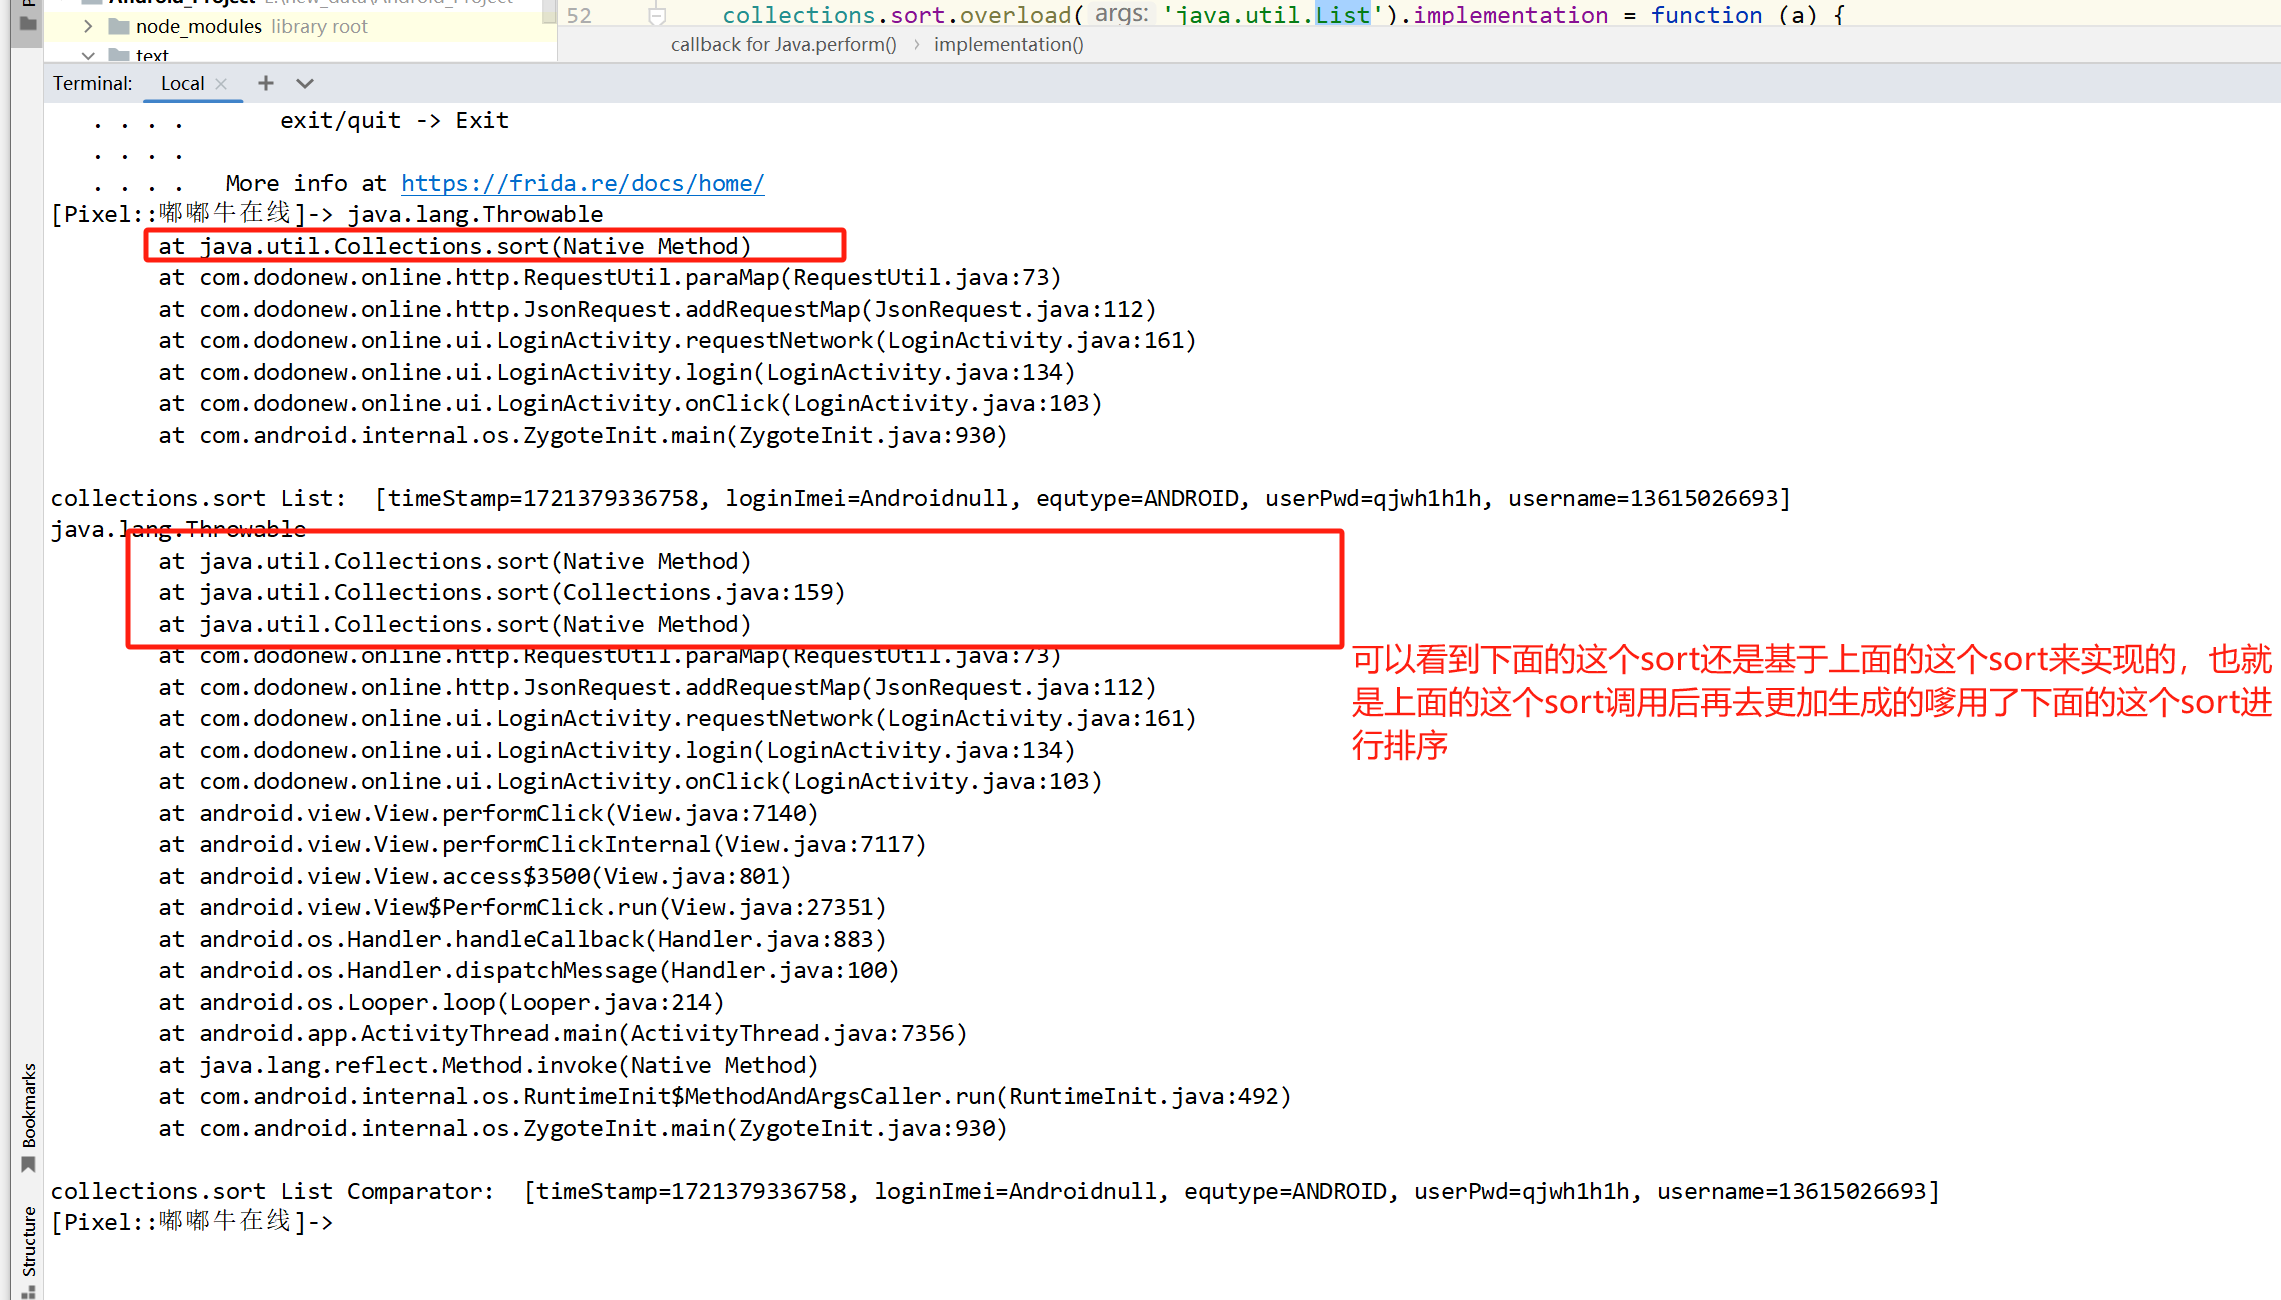 Android_Project E:\new_data\Android_Project
node_modules library root
text
52 collections.sort.overload( args: 'java.util.List').implementation = function (a) {
callback for Java.perform() › implementation()
Terminal: Local × +
. . . . exit/quit -> Exit
. . . .
. . . . More info at https://frida.re/docs/home/
[Pixel::嘟嘟牛在线]-> java.lang.Throwable
at java.util.Collections.sort(Native Method)
at com.dodonew.online.http.RequestUtil.paraMap(RequestUtil.java:73)
at com.dodonew.online.http.JsonRequest.addRequestMap(JsonRequest.java:112)
at com.dodonew.online.ui.LoginActivity.requestNetwork(LoginActivity.java:161)
at com.dodonew.online.ui.LoginActivity.login(LoginActivity.java:134)
at com.dodonew.online.ui.LoginActivity.onClick(LoginActivity.java:103)
at com.android.internal.os.ZygoteInit.main(ZygoteInit.java:930)
collections.sort List: [timeStamp=1721379336758, loginImei=Androidnull, equtype=ANDROID, userPwd=qjwh1h1h, username=13615026693]
java.lang.Throwable
at java.util.Collections.sort(Native Method)
at java.util.Collections.sort(Collections.java:159)
at java.util.Collections.sort(Native Method)
at com.dodonew.online.http.RequestUtil.paraMap(RequestUtil.java:73)
at com.dodonew.online.http.JsonRequest.addRequestMap(JsonRequest.java:112)
at com.dodonew.online.ui.LoginActivity.requestNetwork(LoginActivity.java:161)
at com.dodonew.online.ui.LoginActivity.login(LoginActivity.java:134)
at com.dodonew.online.ui.LoginActivity.onClick(LoginActivity.java:103)
at android.view.View.performClick(View.java:7140)
at android.view.View.performClickInternal(View.java:7117)
at android.view.View.access$3500(View.java:801)
at android.view.View$PerformClick.run(View.java:27351)
at android.os.Handler.handleCallback(Handler.java:883)
at android.os.Handler.dispatchMessage(Handler.java:100)
at android.os.Looper.loop(Looper.java:214)
at android.app.ActivityThread.main(ActivityThread.java:7356)
at java.lang.reflect.Method.invoke(Native Method)
at com.android.internal.os.RuntimeInit$MethodAndArgsCaller.run(RuntimeInit.java:492)
at com.android.internal.os.ZygoteInit.main(ZygoteInit.java:930)
collections.sort List Comparator: [timeStamp=1721379336758, loginImei=Androidnull, equtype=ANDROID, userPwd=qjwh1h1h, username=13615026693]
[Pixel::嘟嘟牛在线]->
可以看到下面的这个sort还是基于上面的这个sort来实现的，也就
是上面的这个sort调用后再去更加生成的嗲用了下面的这个sort进
行排序
Bookmarks
Structure